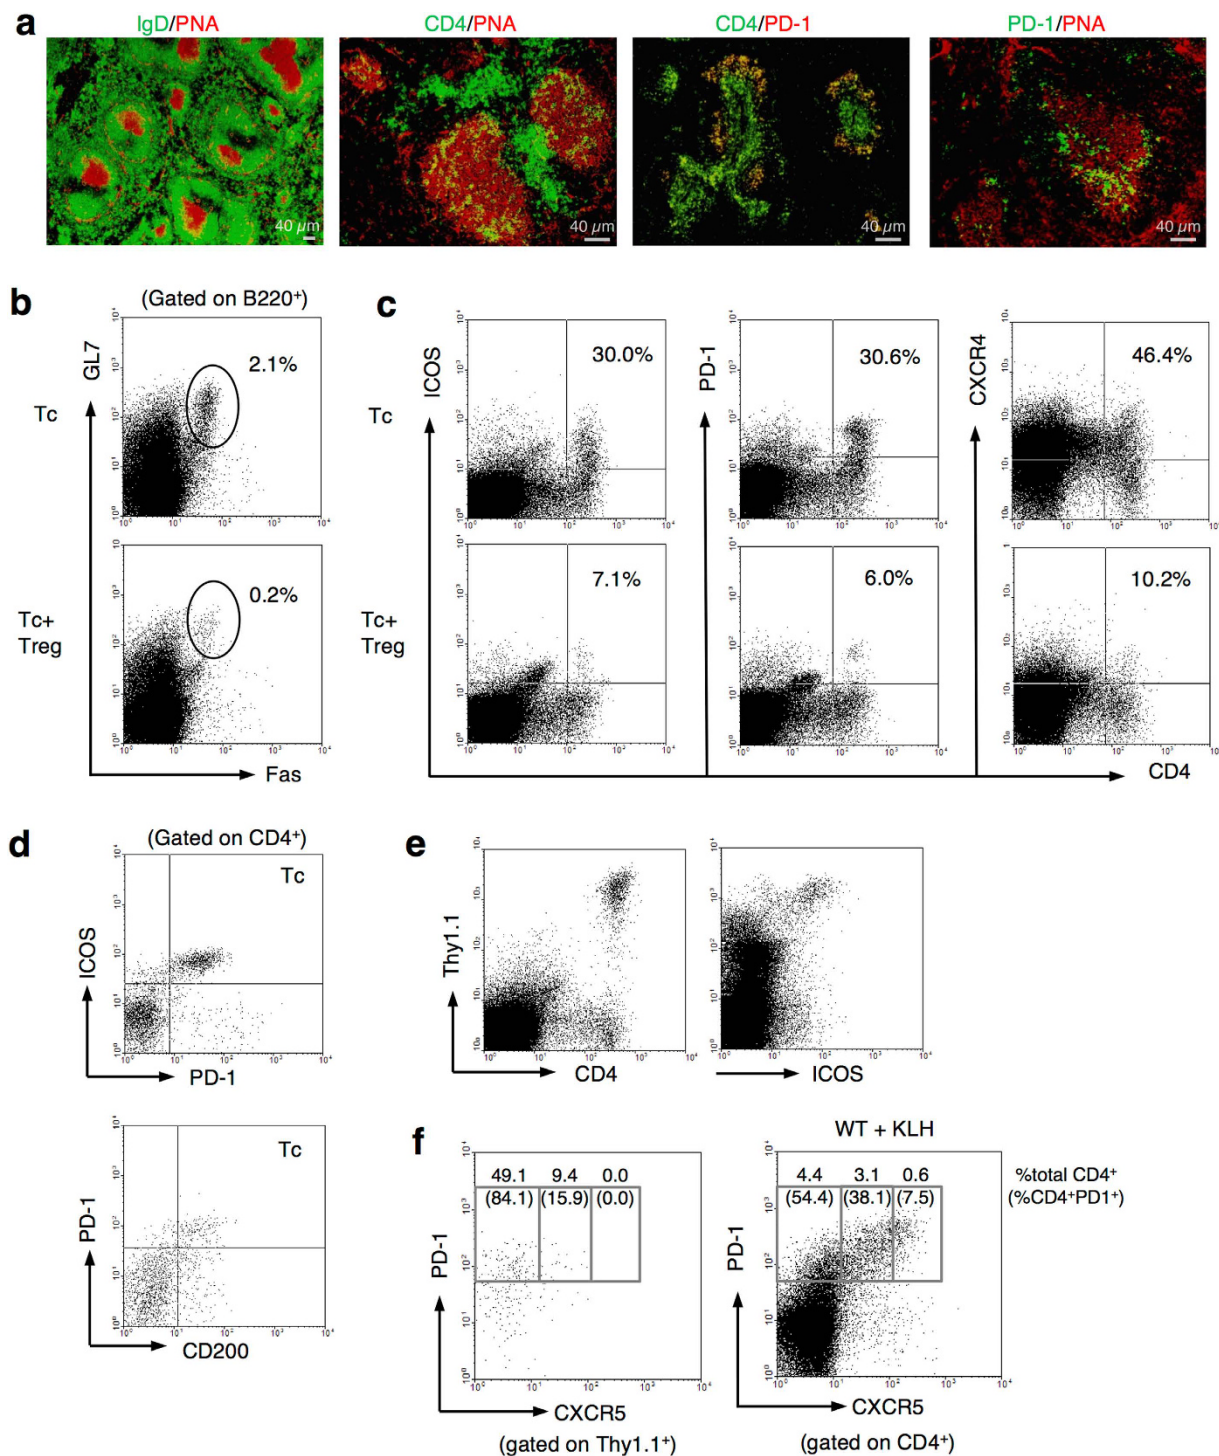 a
IgD/PNA
CD4/PNA
CD4/PD-1
PD-1/PNA
40 µm
40 µm
40 µm
40 µm
b
(Gated on B220⁺)
GL7
Tc
2.1%
Tc+
Treg
0.2%
Fas
c
ICOS
30.0%
PD-1
30.6%
CXCR4
46.4%
Tc
Tc+
Treg
7.1%
6.0%
10.2%
CD4
d
(Gated on CD4⁺)
Tc
ICOS
PD-1
Tc
PD-1
CD200
e
Thy1.1
CD4
ICOS
f
WT + KLH
49.1 9.4 0.0
(84.1) (15.9) (0.0)
4.4 3.1 0.6
(54.4) (38.1) (7.5)
%total CD4⁺
(%CD4⁺PD1⁺)
PD-1
PD-1
CXCR5
CXCR5
(gated on Thy1.1⁺)
(gated on CD4⁺)